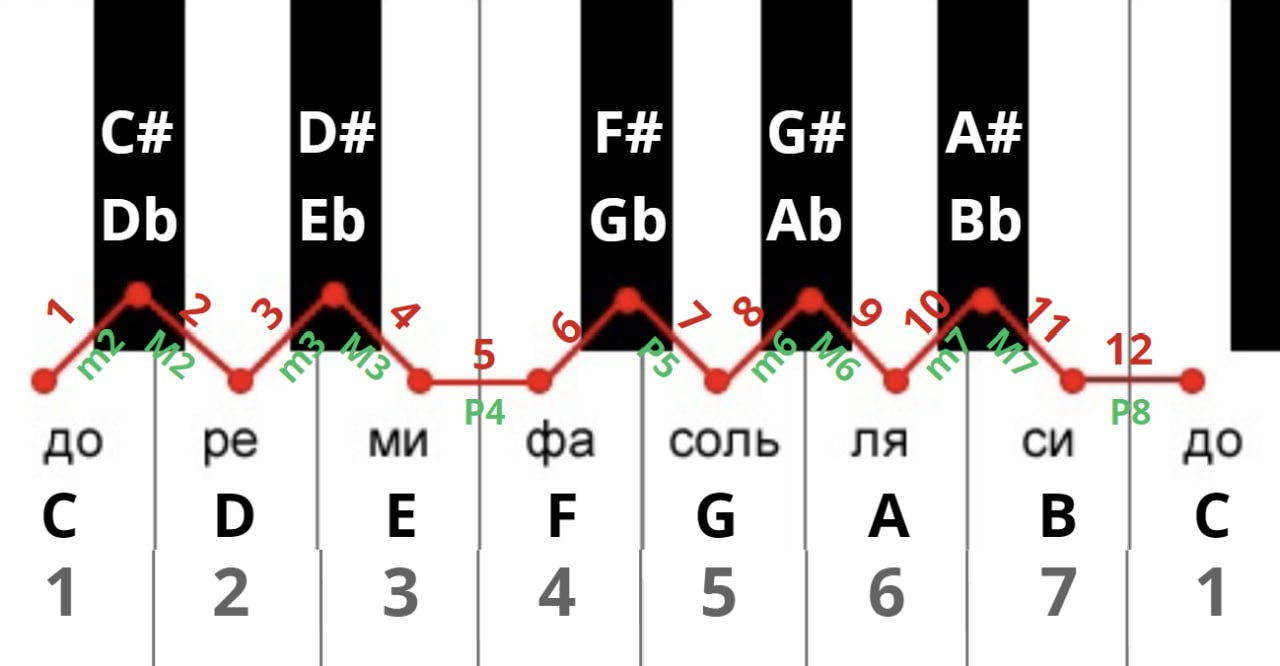 C# D# F# G# A#
Db Eb Gb Ab Bb
1 2 3 4 5 6 7 8 9 10 11 12
m2 M2 m3 M3 P4 P5 m6 M6 m7 M7 P8
до ре ми фа соль ля си до
C D E F G A B C
1 2 3 4 5 6 7 1